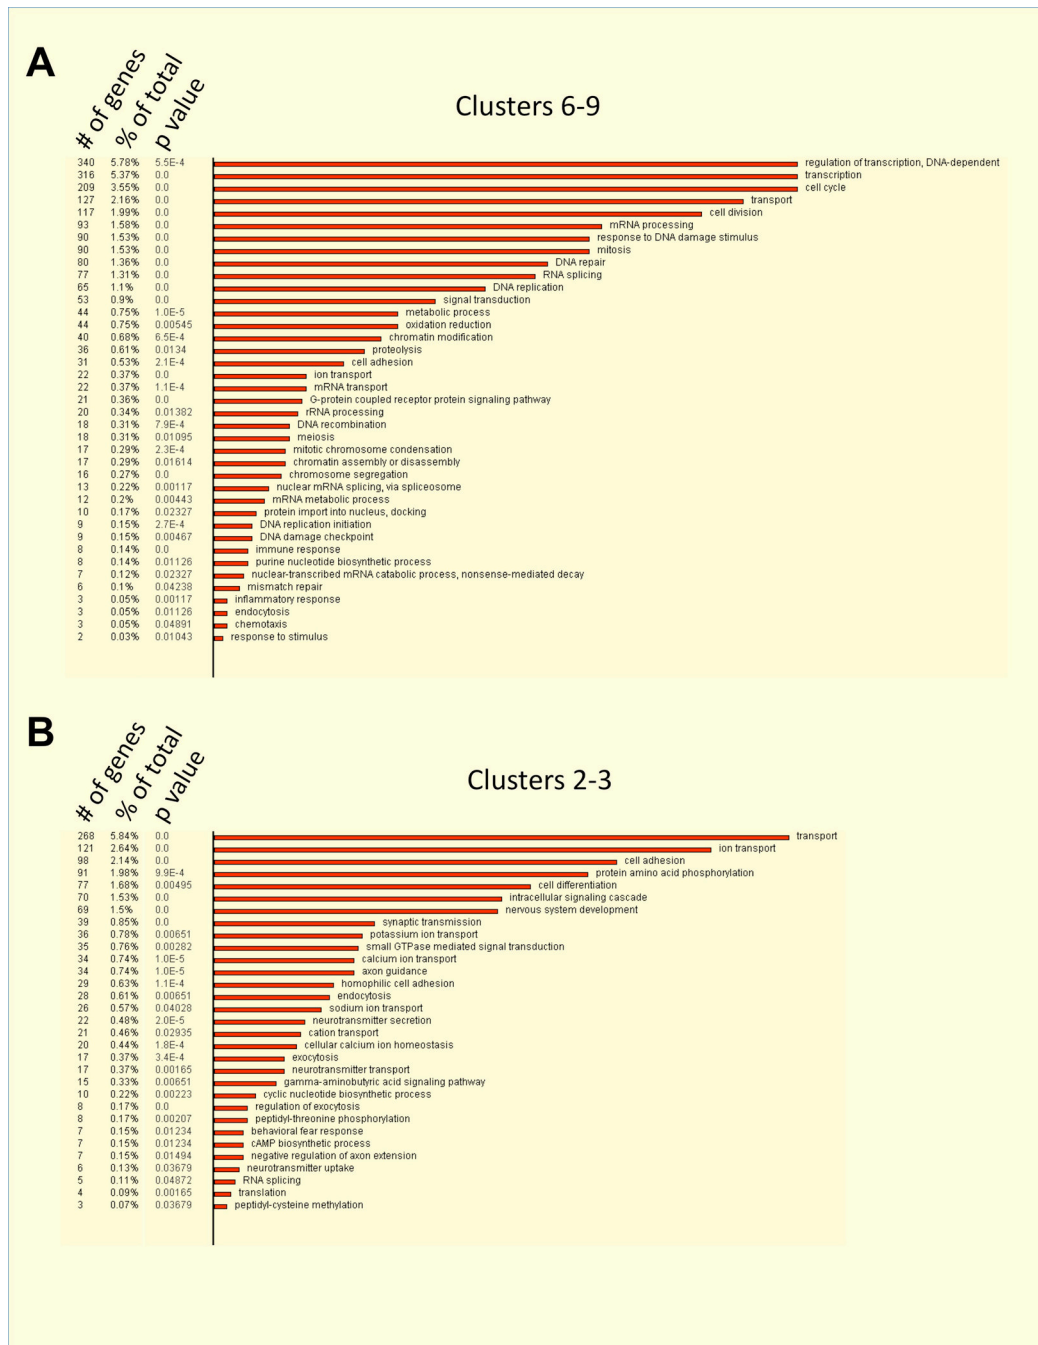 A
# of genes
% of total
p value
Clusters 6-9
340 5.78% 5.5E-4 regulation of transcription, DNA-dependent
316 5.37% 0.0 transcription
209 3.55% 0.0 cell cycle
127 2.16% 0.0 transport
117 1.99% 0.0 cell division
93 1.58% 0.0 mRNA processing
90 1.53% 0.0 response to DNA damage stimulus
90 1.53% 0.0 mitosis
80 1.36% 0.0 DNA repair
77 1.31% 0.0 RNA splicing
65 1.1% 0.0 DNA replication
53 0.9% 0.0 signal transduction
44 0.75% 1.0E-5 metabolic process
44 0.75% 0.00545 oxidation reduction
40 0.68% 6.5E-4 chromatin modification
36 0.61% 0.0134 proteolysis
31 0.53% 2.1E-4 cell adhesion
22 0.37% 0.0 ion transport
22 0.37% 1.1E-4 mRNA transport
21 0.36% 0.0 G-protein coupled receptor protein signaling pathway
20 0.34% 0.01382 rRNA processing
18 0.31% 7.9E-4 DNA recombination
18 0.31% 0.01095 meiosis
17 0.29% 2.3E-4 mitotic chromosome condensation
17 0.29% 0.01614 chromatin assembly or disassembly
16 0.27% 0.0 chromosome segregation
13 0.22% 0.00117 nuclear mRNA splicing, via spliceosome
12 0.2% 0.00443 mRNA metabolic process
10 0.17% 0.02327 protein import into nucleus, docking
9 0.15% 2.7E-4 DNA replication initiation
9 0.15% 0.00467 DNA damage checkpoint
8 0.14% 0.0 immune response
8 0.14% 0.01126 purine nucleotide biosynthetic process
7 0.12% 0.02327 nuclear-transcribed mRNA catabolic process, nonsense-mediated decay
6 0.1% 0.04238 mismatch repair
3 0.05% 0.00117 inflammatory response
3 0.05% 0.01126 endocytosis
3 0.05% 0.04891 chemotaxis
2 0.03% 0.01043 response to stimulus
B
# of genes
% of total
p value
Clusters 2-3
268 5.84% 0.0 transport
121 2.64% 0.0 ion transport
98 2.14% 0.0 cell adhesion
91 1.98% 9.9E-4 protein amino acid phosphorylation
77 1.68% 0.00495 cell differentiation
70 1.53% 0.0 intracellular signaling cascade
69 1.5% 0.0 nervous system development
39 0.85% 0.0 synaptic transmission
36 0.78% 0.00651 potassium ion transport
35 0.76% 0.00282 small GTPase mediated signal transduction
34 0.74% 1.0E-5 calcium ion transport
34 0.74% 1.0E-5 axon guidance
29 0.63% 1.1E-4 homophilic cell adhesion
28 0.61% 0.00651 endocytosis
26 0.57% 0.04028 sodium ion transport
22 0.48% 2.0E-5 neurotransmitter secretion
21 0.46% 0.02935 cation transport
20 0.44% 1.8E-4 cellular calcium ion homeostasis
17 0.37% 3.4E-4 exocytosis
17 0.37% 0.00165 neurotransmitter transport
15 0.33% 0.00651 gamma-aminobutyric acid signaling pathway
10 0.22% 0.00223 cyclic nucleotide biosynthetic process
8 0.17% 0.0 regulation of exocytosis
8 0.17% 0.00207 peptidyl-threonine phosphorylation
7 0.15% 0.01234 behavioral fear response
7 0.15% 0.01234 cAMP biosynthetic process
7 0.15% 0.01494 negative regulation of axon extension
6 0.13% 0.03679 neurotransmitter uptake
5 0.11% 0.04872 RNA splicing
4 0.09% 0.00165 translation
3 0.07% 0.03679 peptidyl-cysteine methylation